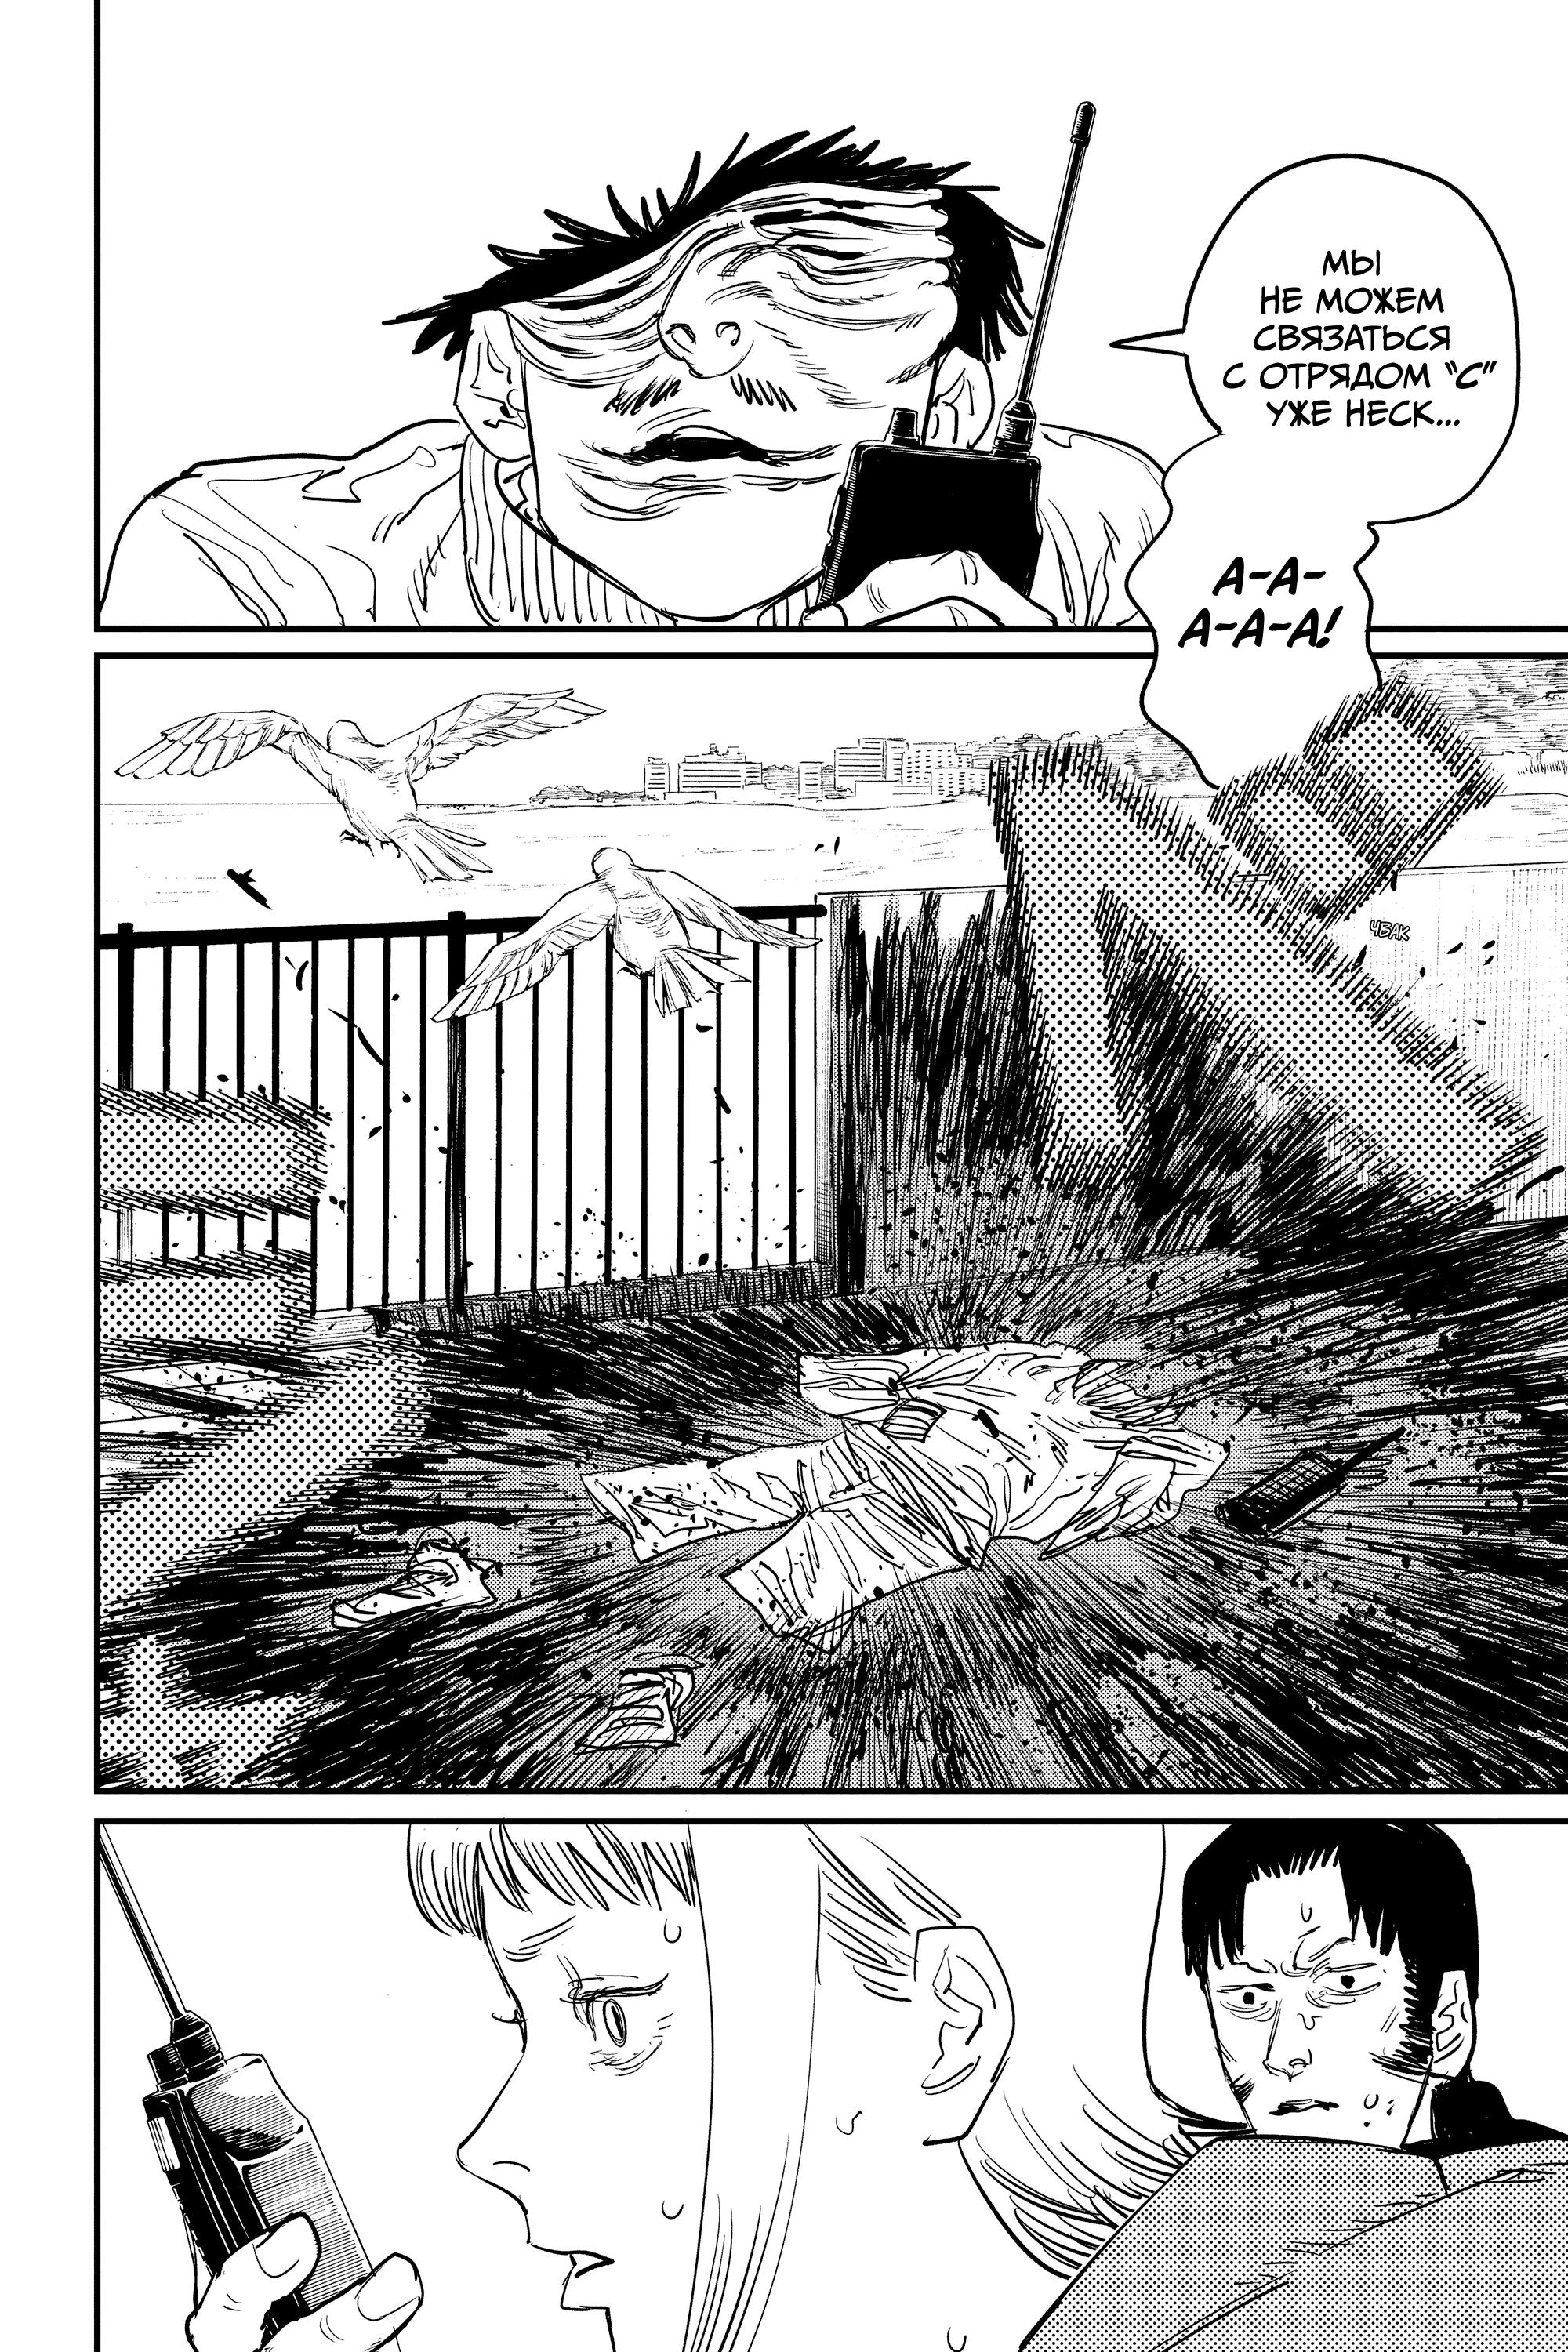 МЫ
НЕ МОЖЕМ
СВЯЗАТЬСЯ
С ОТРЯДОМ "С"
УЖЕ НЕСК...
А-А-
А-А-А!
ЧВАК